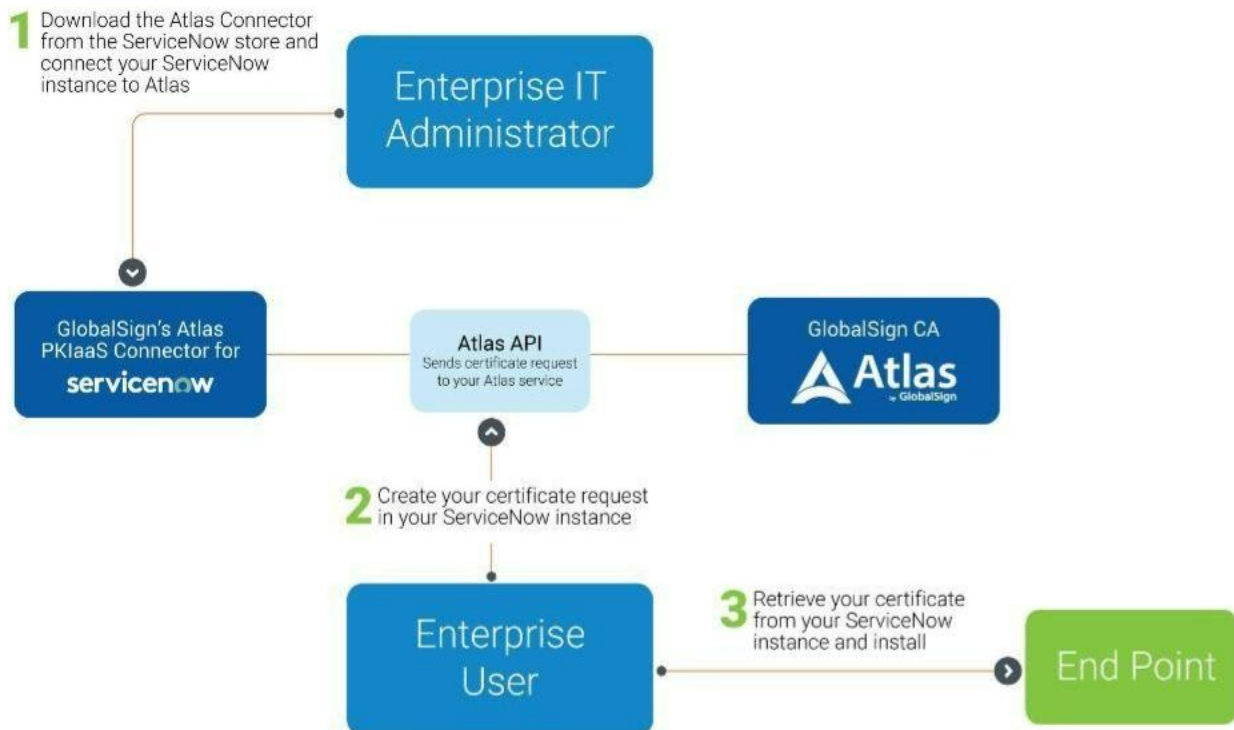 1 Download the Atlas Connector
from the ServiceNow store and
connect your ServiceNow
instance to Atlas
Enterprise IT
Administrator
GlobalSign's Atlas
PKIaaS Connector for
servicenow
Atlas API
Sends certificate request
to your Atlas service
GlobalSign CA
Atlas
by GlobalSign
2 Create your certificate request
in your ServiceNow instance
Enterprise
User
3 Retrieve your certificate
from your ServiceNow
instance and install
End Point